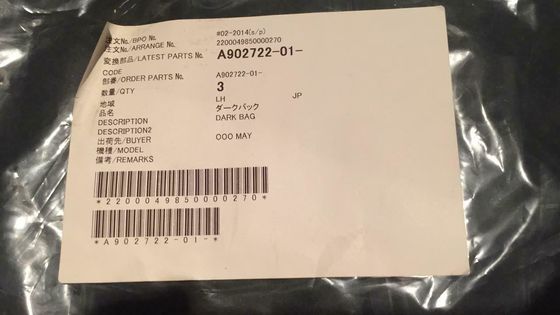 注文No./BPO No. #02-2014(s/p)
注文No./ARRANGE No. 2200049850000270
変換部品/LATEST PARTS No. A902722-01-
CODE
部番/ORDER PARTS No. A902722-01-
数量/QTY 3
地域 LH JP
品名 ダークバック
DESCRIPTION DARK BAG
DESCRIPTION2
出荷先/BUYER OOO MAY
機種/MODEL
備考/REMARKS
*2200049850000270*
*A902722-01-*